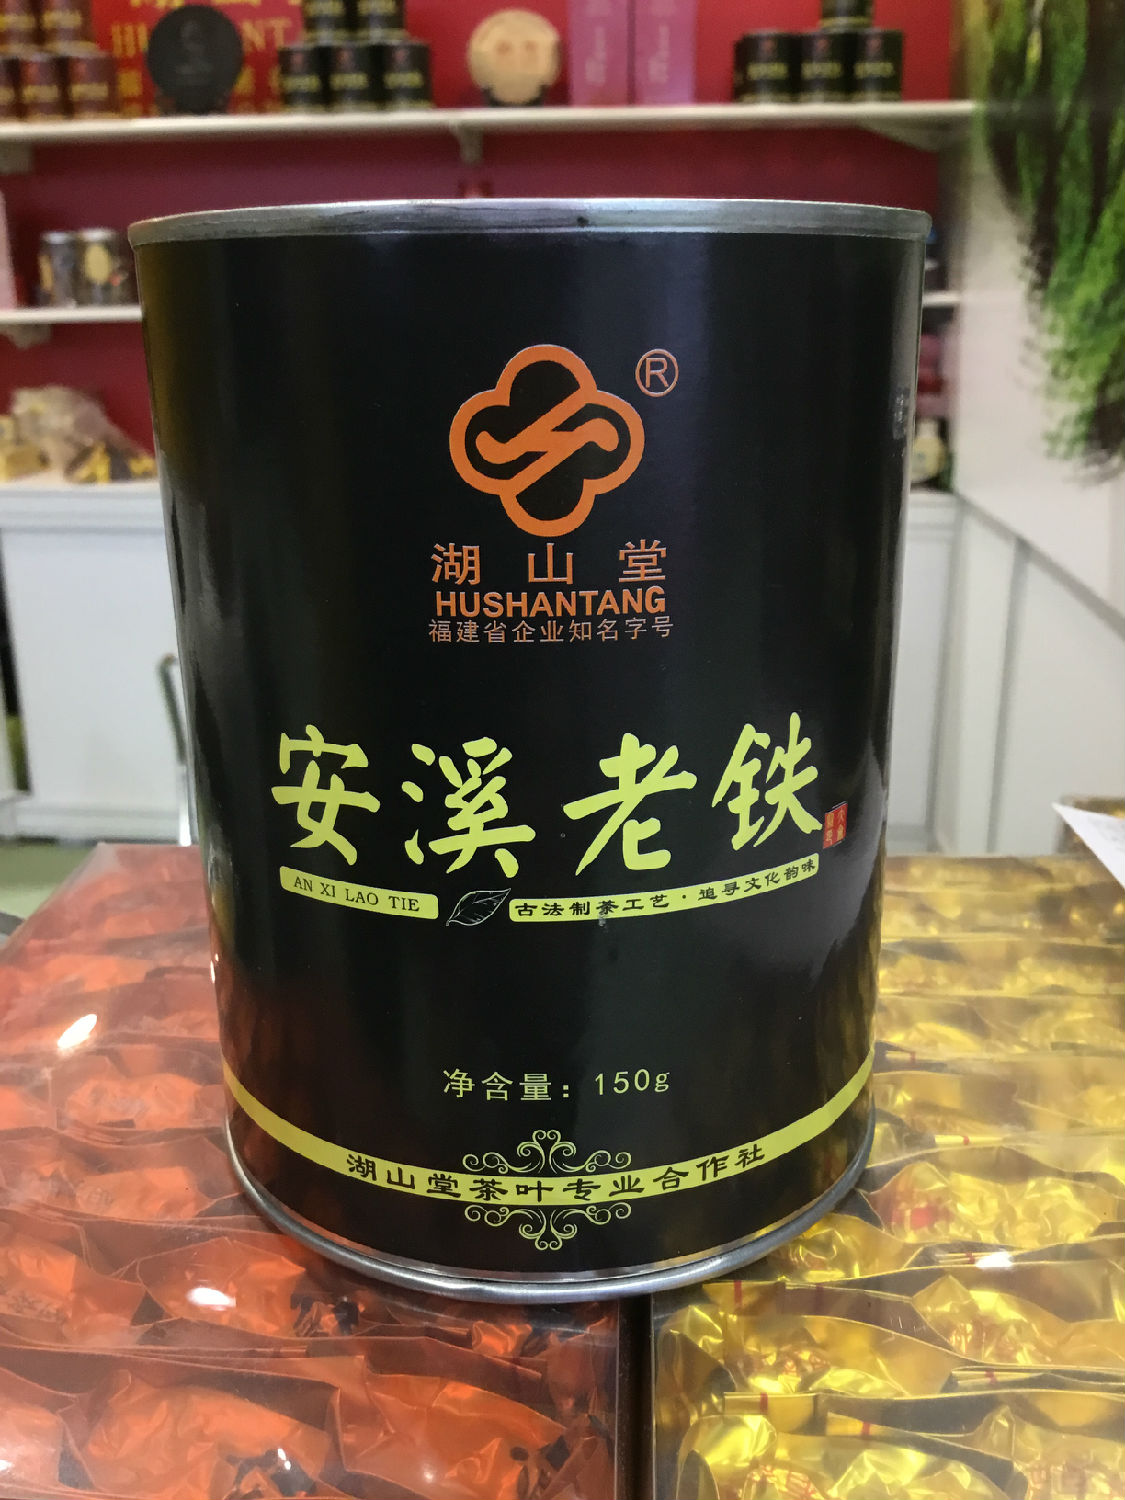 ®
湖山堂
HUSHANTANG
福建省企业知名字号
安溪老铁
AN XI LAO TIE
古法制茶工艺·追寻文化韵味
净含量：150g
湖山堂茶叶专业合作社